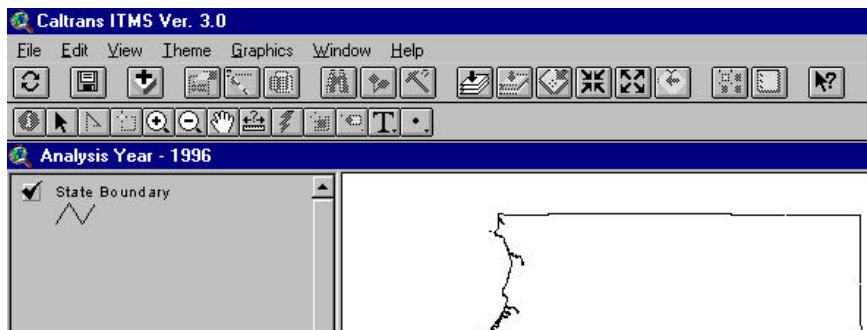 Caltrans ITMS Ver. 3.0
File Edit View Theme Graphics Window Help
T
Analysis Year - 1996
State Boundary